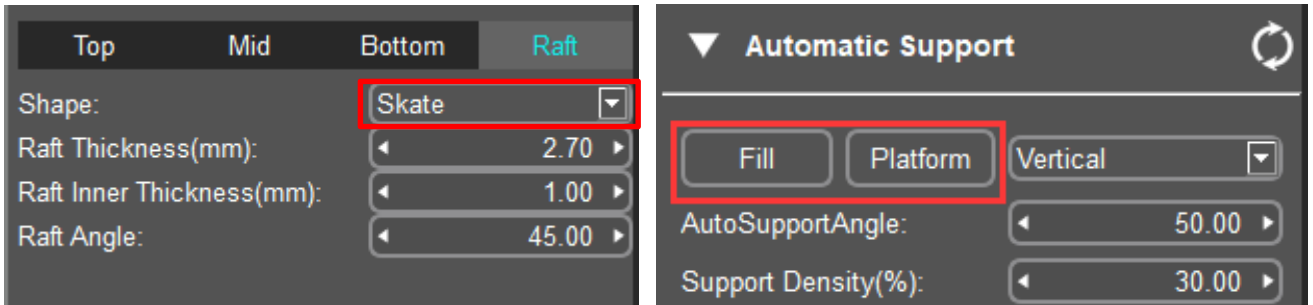 Top Mid Bottom Raft
Shape: Skate
Raft Thickness(mm): 2.70
Raft Inner Thickness(mm): 1.00
Raft Angle: 45.00
Automatic Support
Fill Platform Vertical
AutoSupportAngle: 50.00
Support Density(%): 30.00